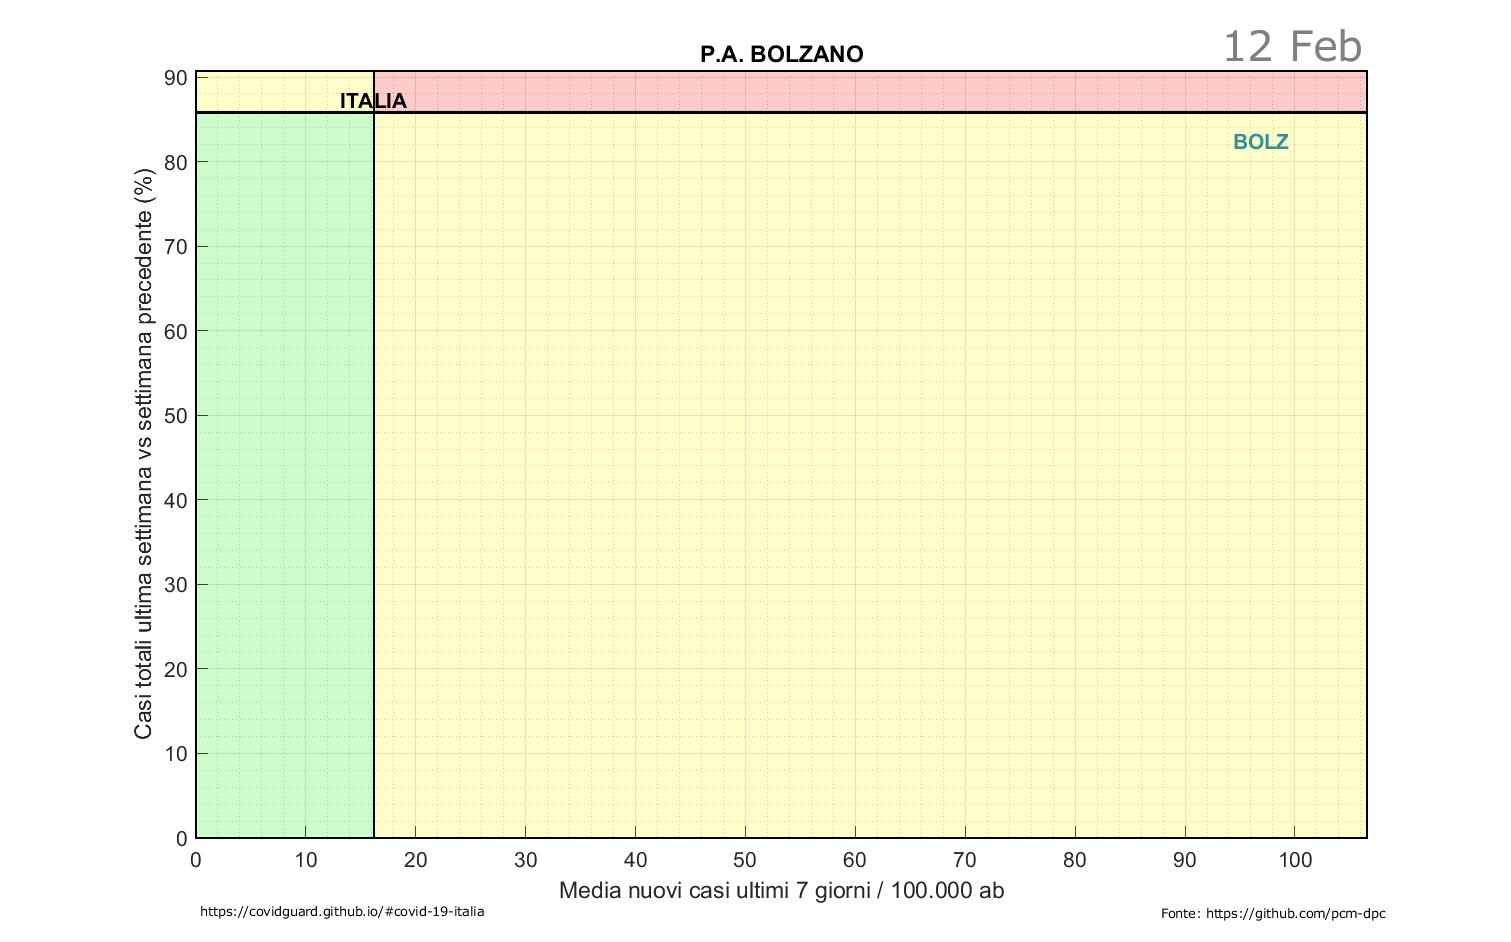 12 Feb
P.A. BOLZANO
90
ITALIA
BOLZ
80
70
60
50
40
30
20
10
0
Casi totali ultima settimana vs settimana precedente (%)
0 10 20 30 40 50 60 70 80 90 100
Media nuovi casi ultimi 7 giorni / 100.000 ab
https://covidguard.github.io/#covid-19-italia
Fonte: https://github.com/pcm-dpc